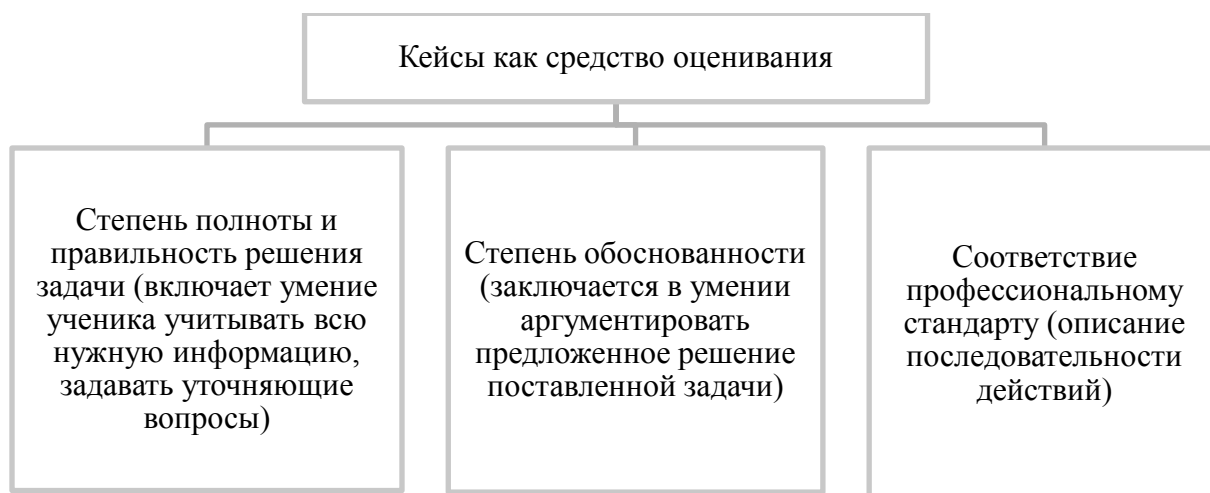 Кейсы как средство оценивания
Степень полноты и
правильность решения
задачи (включает умение
ученика учитывать всю
нужную информацию,
задавать уточняющие
вопросы)
Степень обоснованности
(заключается в умении
аргументировать
предложенное решение
поставленной задачи)
Соответствие
профессиональному
стандарту (описание
последовательности
действий)